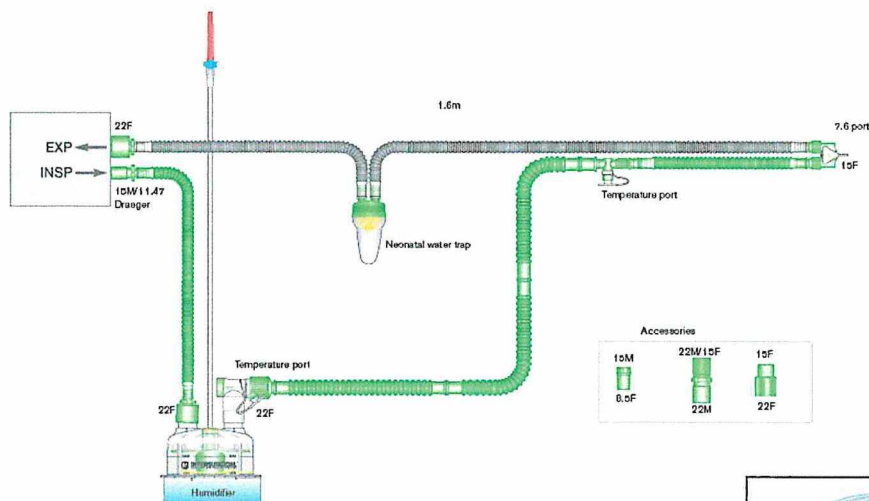 1.6m
22F
7.6 port
EXP
INSP
15F
15M/11.47
Draeger
Temperature port
Neonatal water trap
Accessories
Temperature port
15M
22M/15F
15F
8.5F
22M
22F
22F
22F
INTERSURGICAL
Humidifier